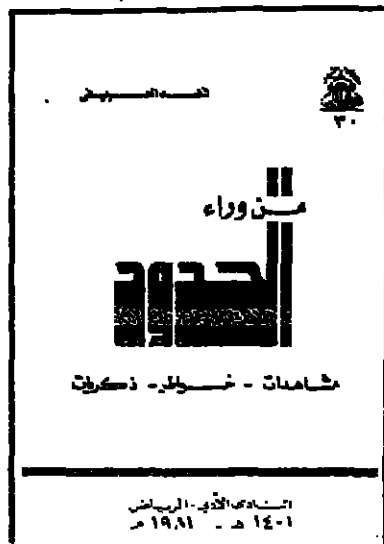 ٣٠
من وراء
الحدود
مشاهدات - خواطر - ذكريات
النادي الأدبي - الرياض
١٤٠١ هـ - ١٩٨١ م